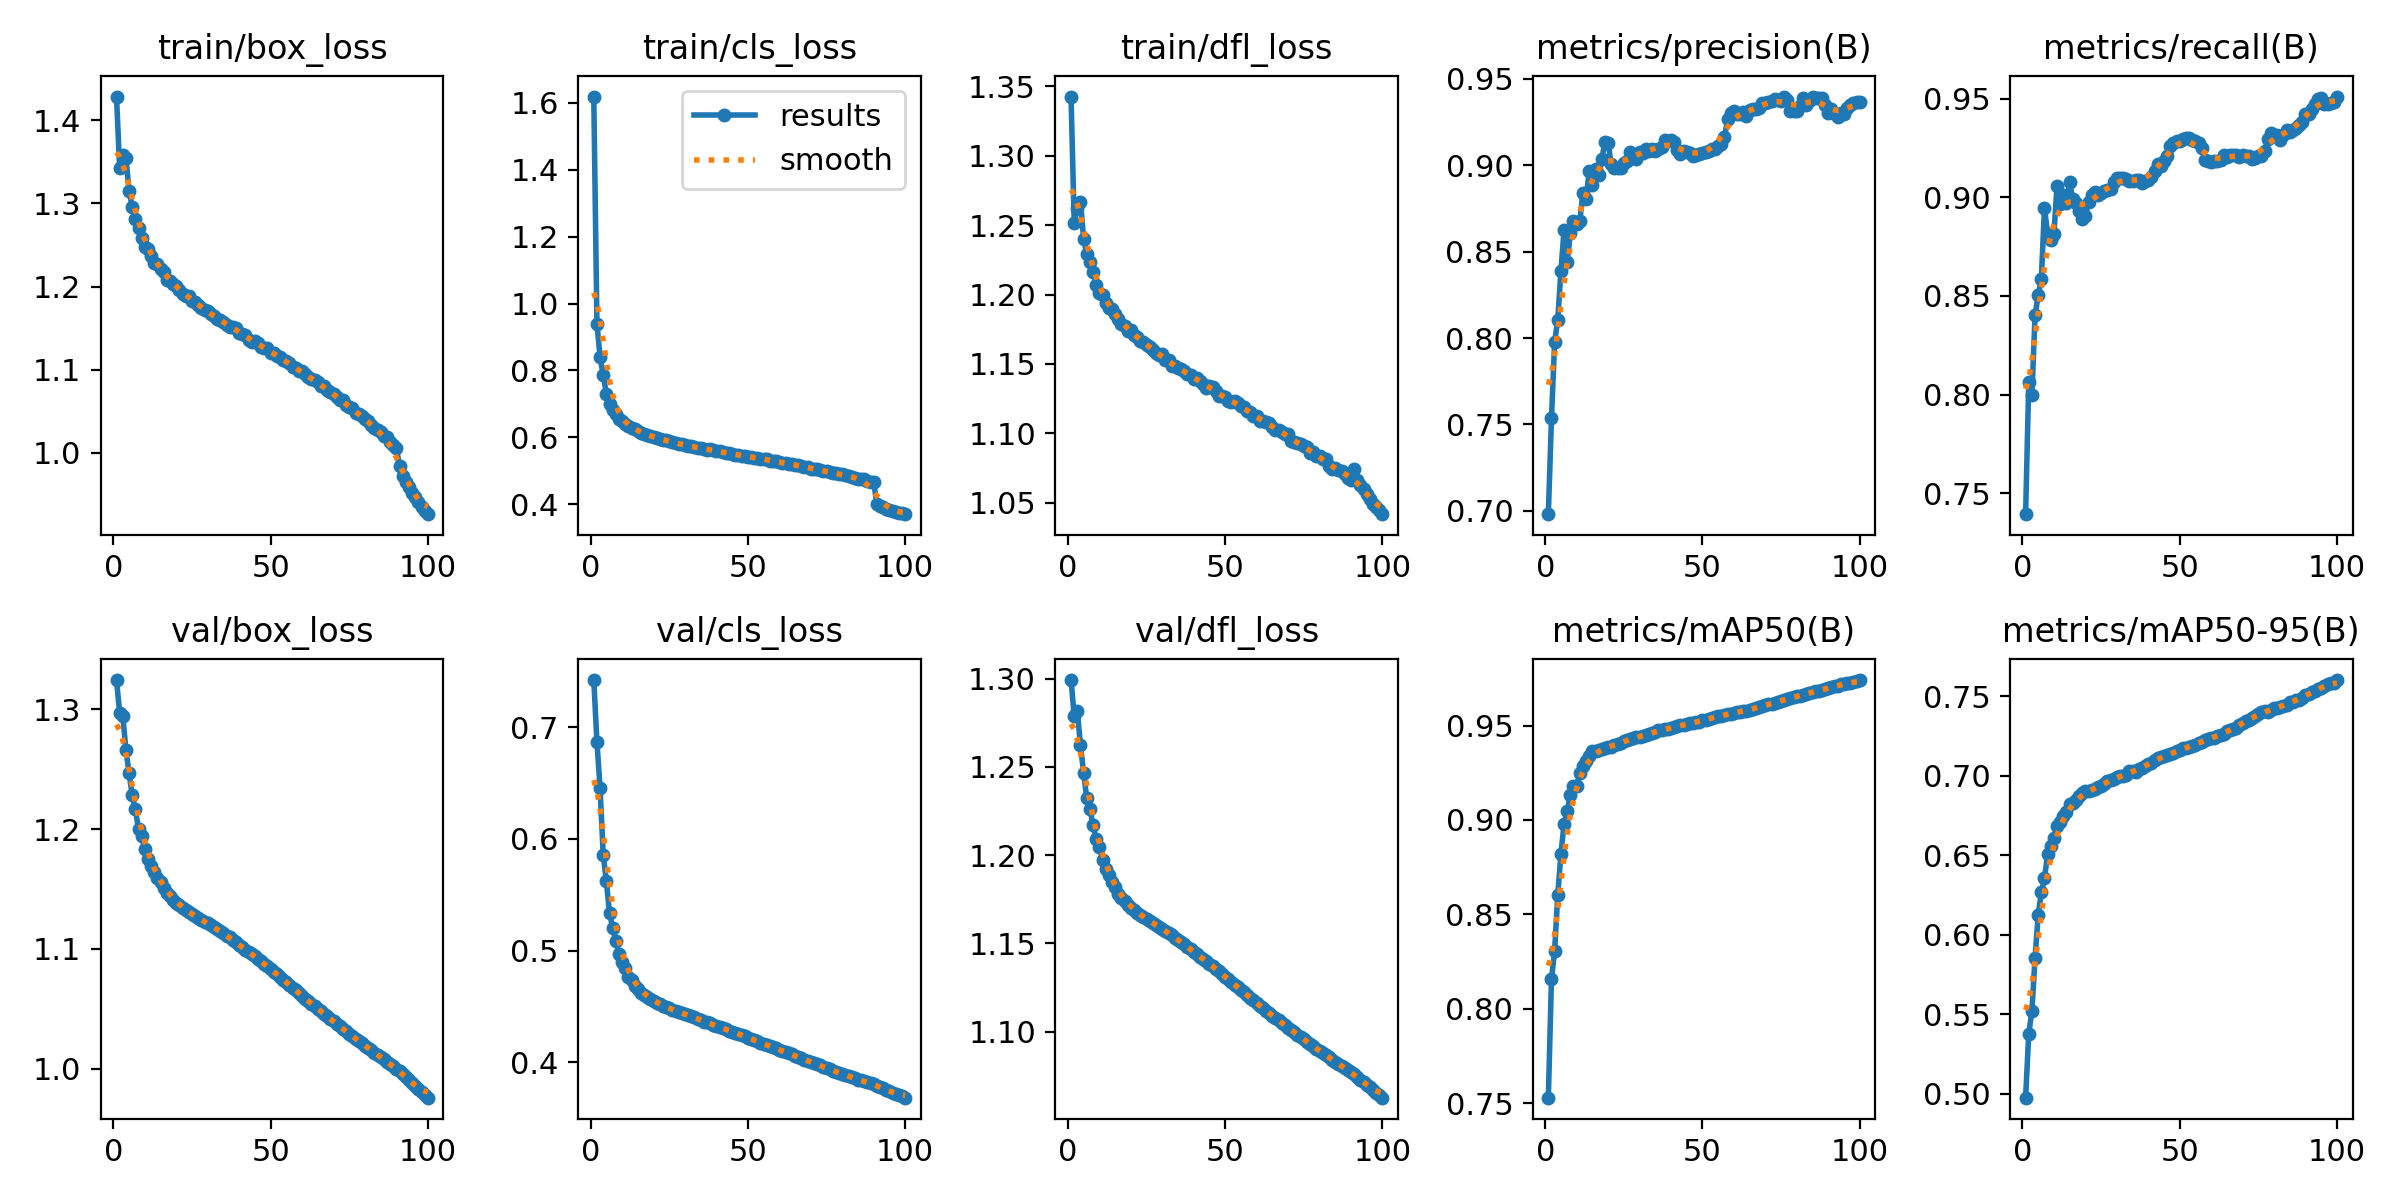 train/box_loss
1.4
1.3
1.2
1.1
1.0
0 50 100
train/cls_loss
results
smooth
1.6
1.4
1.2
1.0
0.8
0.6
0.4
0 50 100
train/dfl_loss
1.35
1.30
1.25
1.20
1.15
1.10
1.05
0 50 100
metrics/precision(B)
0.95
0.90
0.85
0.80
0.75
0.70
0 50 100
metrics/recall(B)
0.95
0.90
0.85
0.80
0.75
0 50 100
val/box_loss
1.3
1.2
1.1
1.0
0 50 100
val/cls_loss
0.7
0.6
0.5
0.4
0 50 100
val/dfl_loss
1.30
1.25
1.20
1.15
1.10
0 50 100
metrics/mAP50(B)
0.95
0.90
0.85
0.80
0.75
0 50 100
metrics/mAP50-95(B)
0.75
0.70
0.65
0.60
0.55
0.50
0 50 100